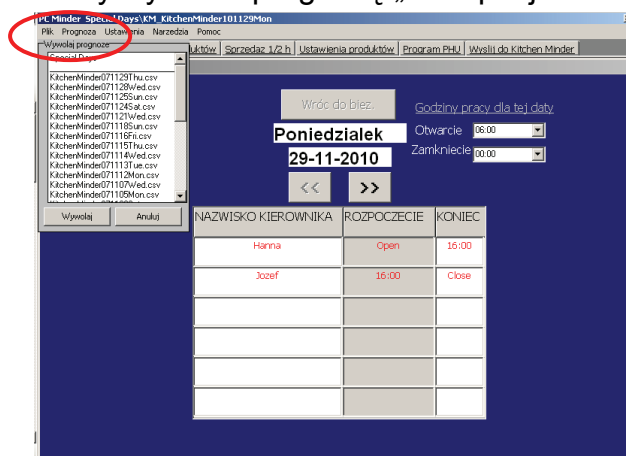 PC Minder Special Days\KM_KitchenMinder101129Mon
Plik Prognoza Ustawienia Narzedzia Pomoc
Wywolaj prognoze
uktów Sprzedaz 1/2 h Ustawienia produktów Program PHU Wyslij do Kitchen Minder
Special Days
KitchenMinder071129Thu.csv
KitchenMinder071128Wed.csv
KitchenMinder071125Sun.csv
KitchenMinder071124Sat.csv
KitchenMinder071121Wed.csv
KitchenMinder071118Sun.csv
KitchenMinder071116Fri.csv
KitchenMinder071115Thu.csv
KitchenMinder071114Wed.csv
KitchenMinder071113Tue.csv
KitchenMinder071112Mon.csv
KitchenMinder071107Wed.csv
KitchenMinder071105Mon.csv
Wywolaj Anuluj
Wróc do biez.
Godziny pracy dla tej daty
Poniedzialek
Otwarcie 06:00
29-11-2010
Zamkniecie 00:00
<< >>
NAZWISKO KIEROWNIKA ROZPOCZECIE KONIEC
Hanna Open 16:00
Jozef 16:00 Close